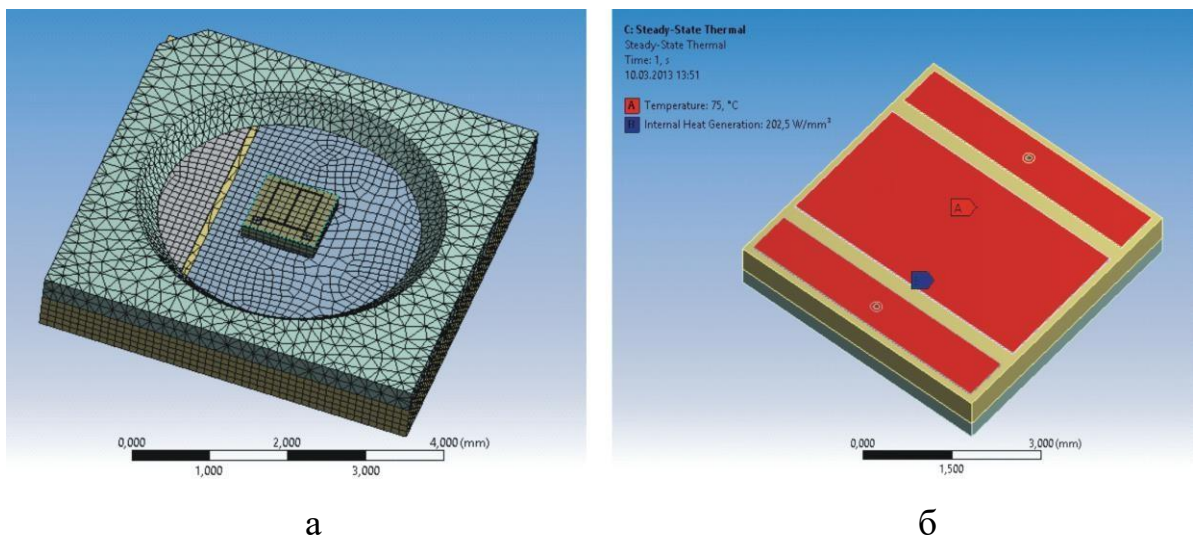 C: Steady-State Thermal
Steady-State Thermal
Time: 1, s
10.03.2013 13:51
A Temperature: 75, °C
B Internal Heat Generation: 202,5 W/mm³
A
0,000 2,000 4,000 (mm)
1,000 3,000
0,000 3,000 (mm)
1,500
а б